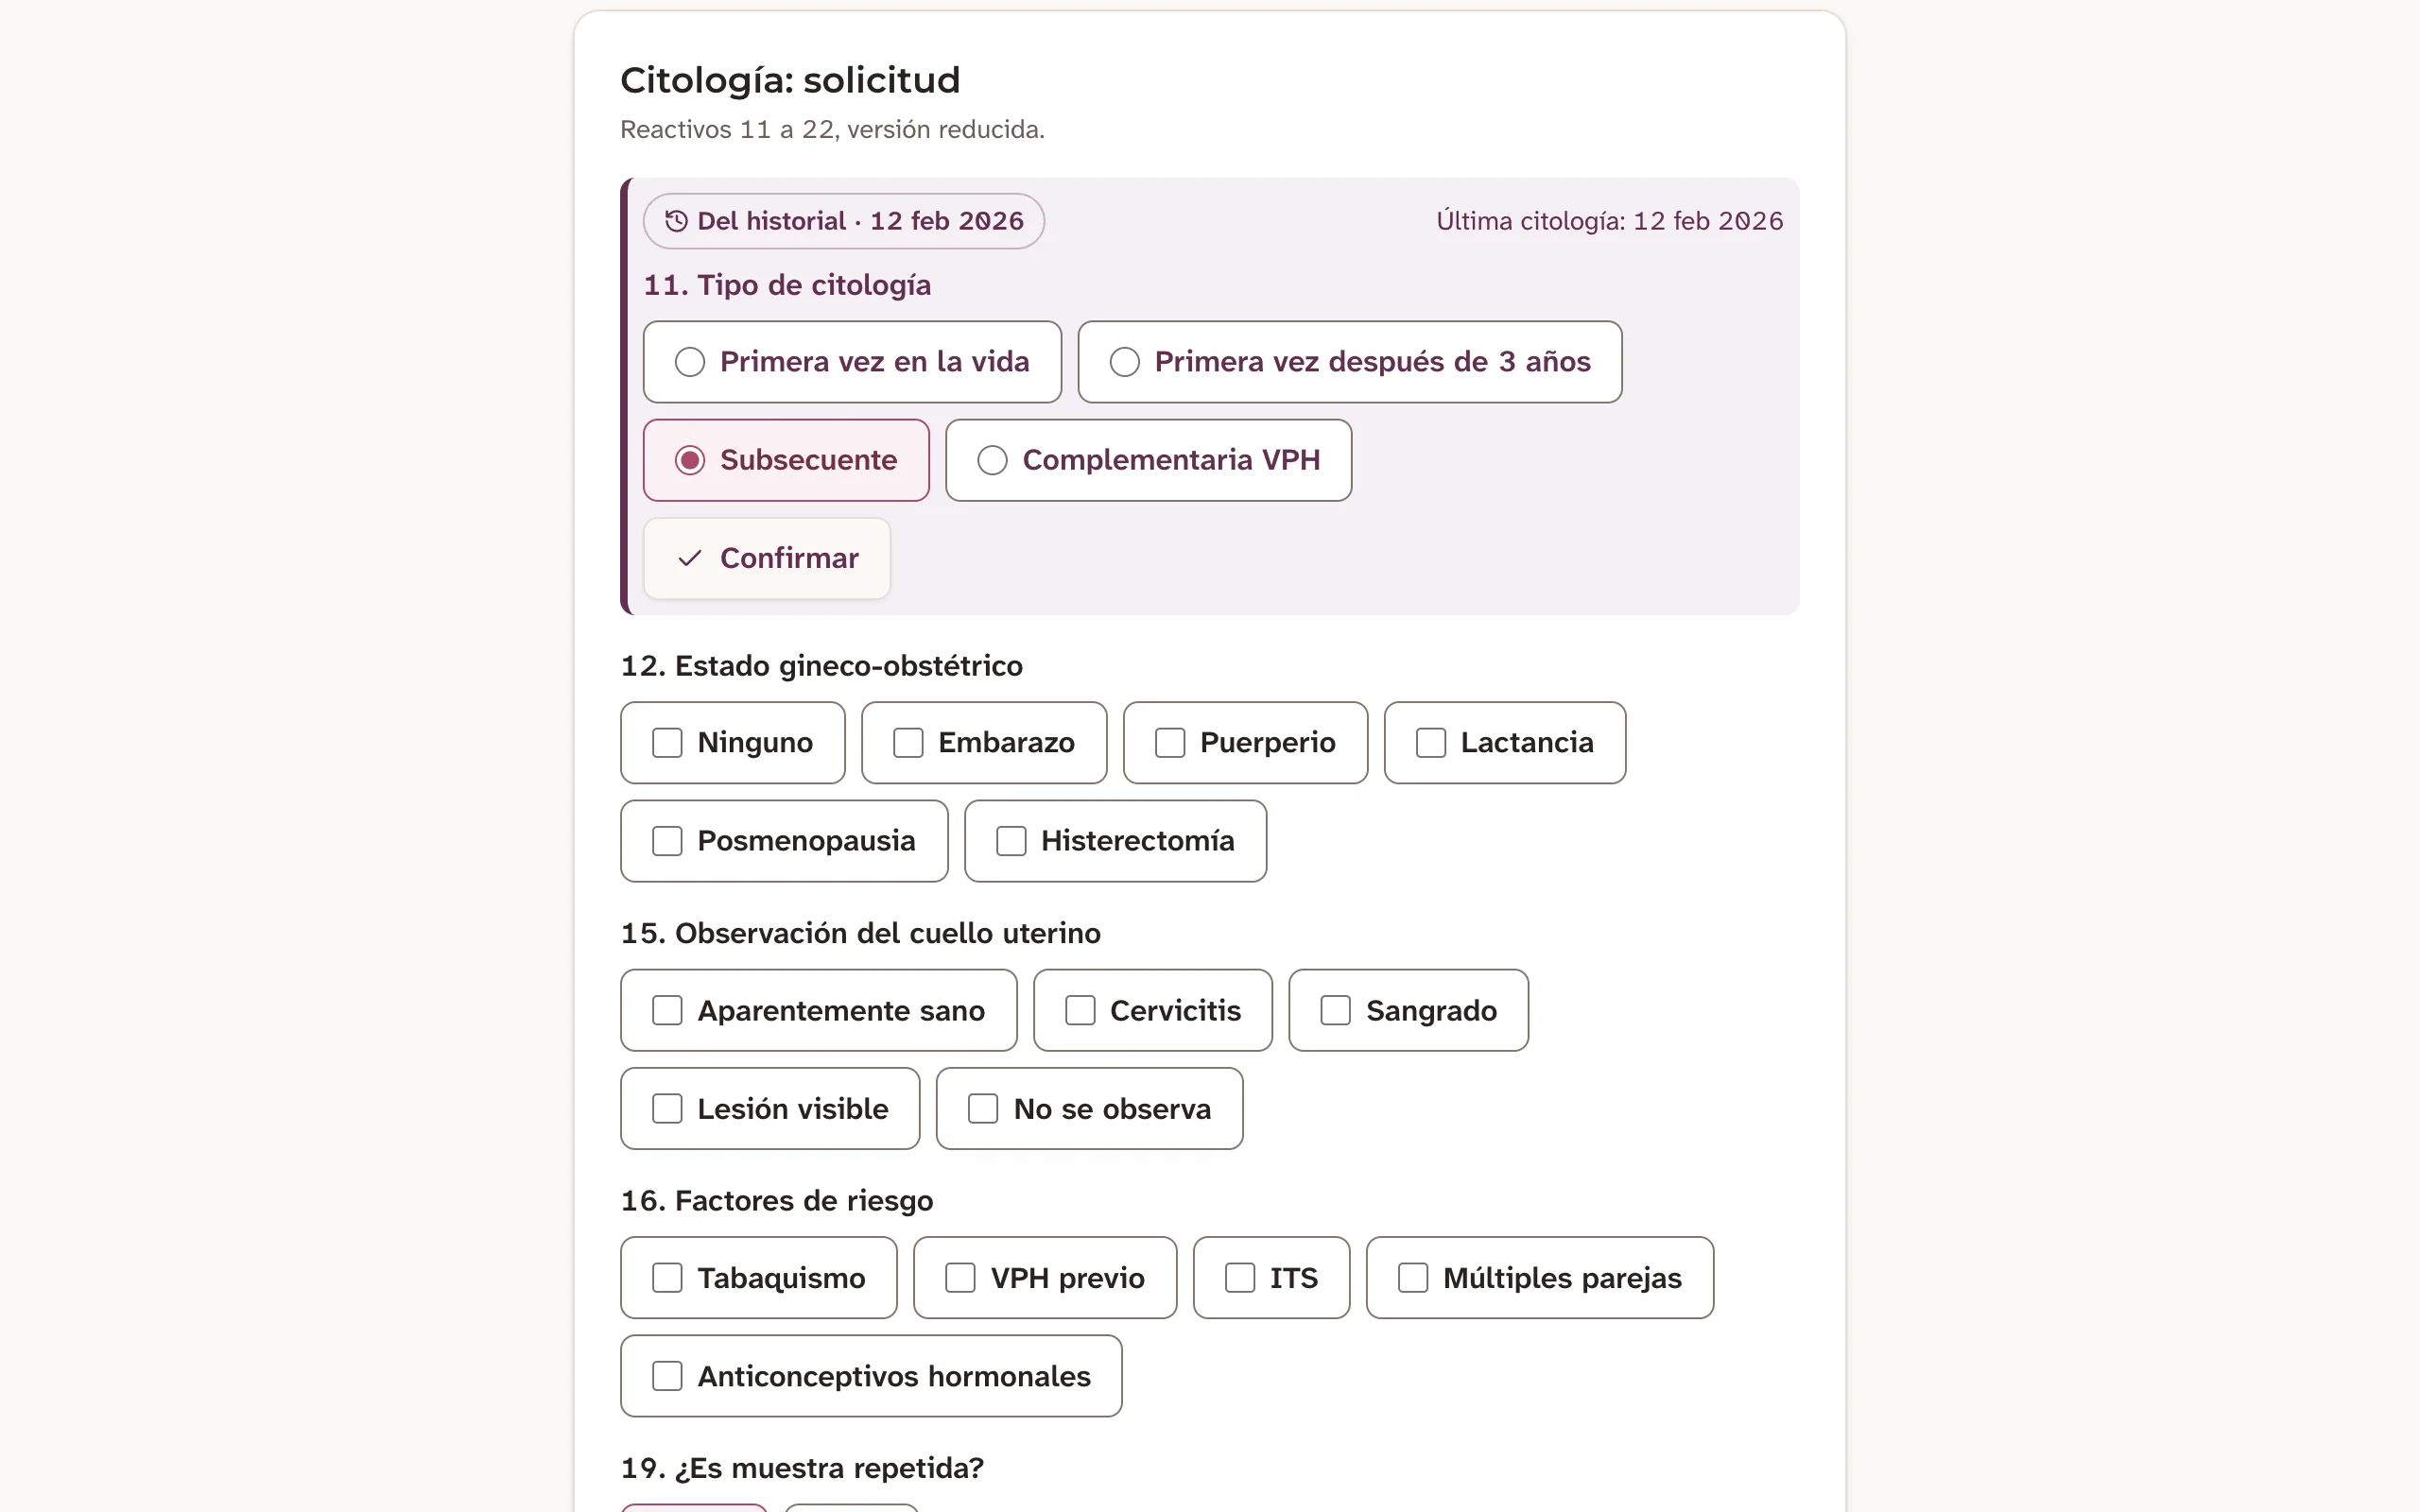 Citología: solicitud
Reactivos 11 a 22, versión reducida.
Del historial · 12 feb 2026
Última citología: 12 feb 2026
11. Tipo de citología
Primera vez en la vida
Primera vez después de 3 años
Subsecuente
Complementaria VPH
Confirmar
12. Estado gineco-obstétrico
Ninguno
Embarazo
Puerperio
Lactancia
Posmenopausia
Histerectomía
15. Observación del cuello uterino
Aparentemente sano
Cervicitis
Sangrado
Lesión visible
No se observa
16. Factores de riesgo
Tabaquismo
VPH previo
ITS
Múltiples parejas
Anticonceptivos hormonales
19. ¿Es muestra repetida?